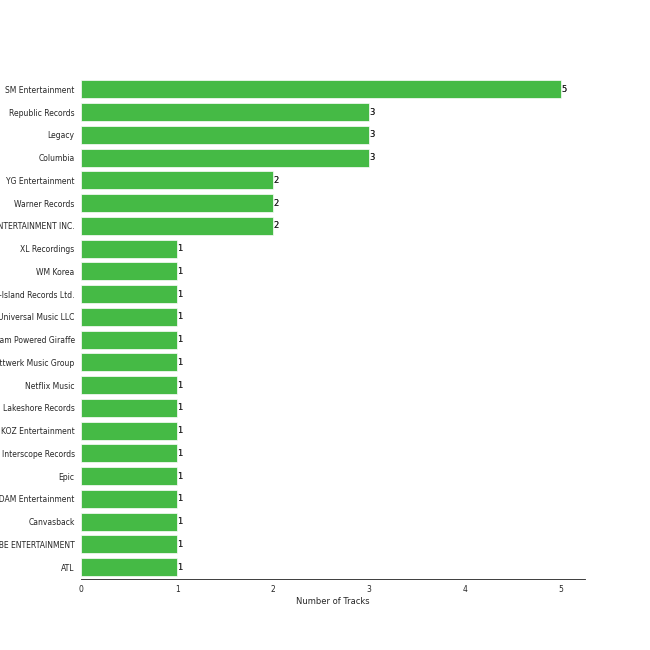 SM Entertainment 5
Republic Records 3
Legacy 3
Columbia 3
YG Entertainment 2
Warner Records 2
NTERTAINMENT INC. 2
XL Recordings 1
WM Korea 1
-Island Records Ltd. 1
Universal Music LLC 1
am Powered Giraffe 1
ttwerk Music Group 1
Netflix Music 1
Lakeshore Records 1
KOZ Entertainment 1
Interscope Records 1
Epic 1
DAM Entertainment 1
Canvasback 1
BE ENTERTAINMENT 1
ATL 1
0 1 2 3 4 5
Number of Tracks